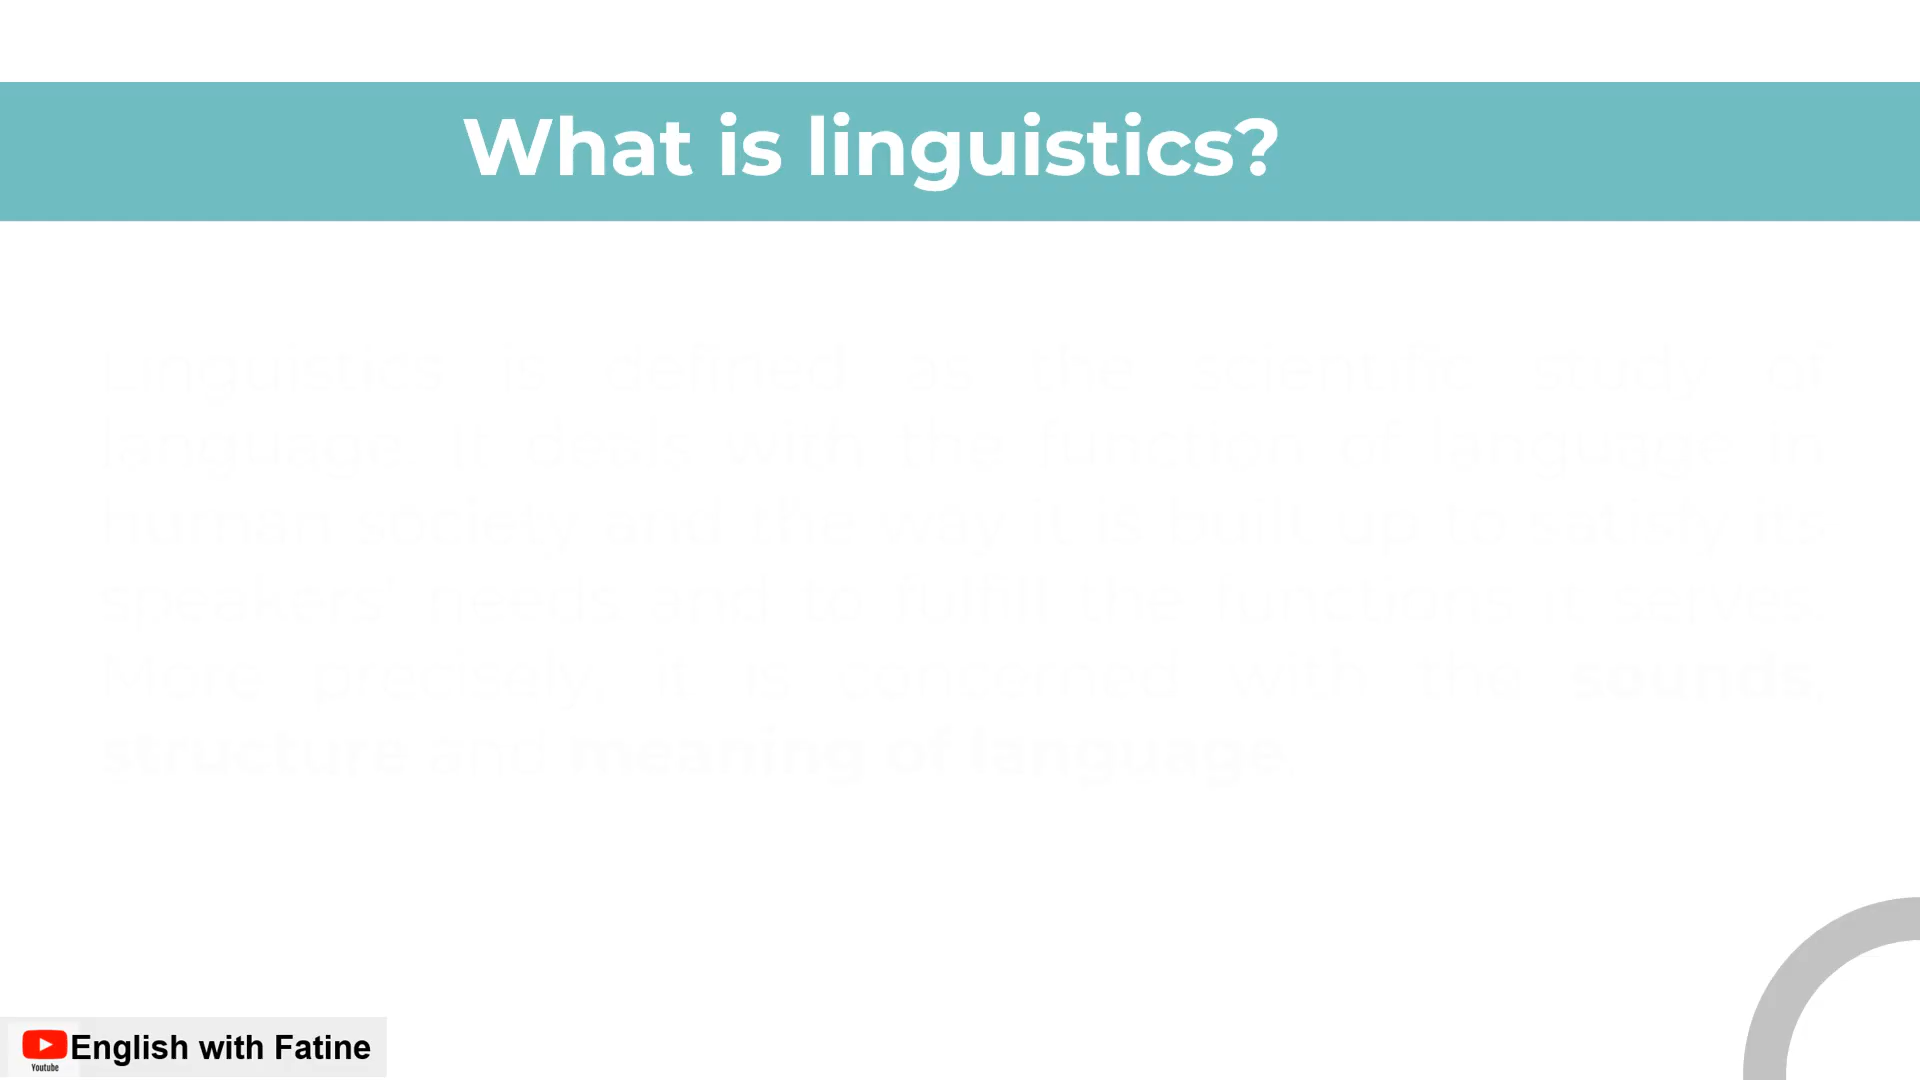 What is linguistics?
Linguistics is defined as the scientific study of
language. It deals with the function of language in
human society and the way it is built up to satisfy its
speakers' needs and to fulfill the functions it serves.
More precisely, it is concerned with the sounds,
structure and meaning of language.
Youtube
English with Fatine